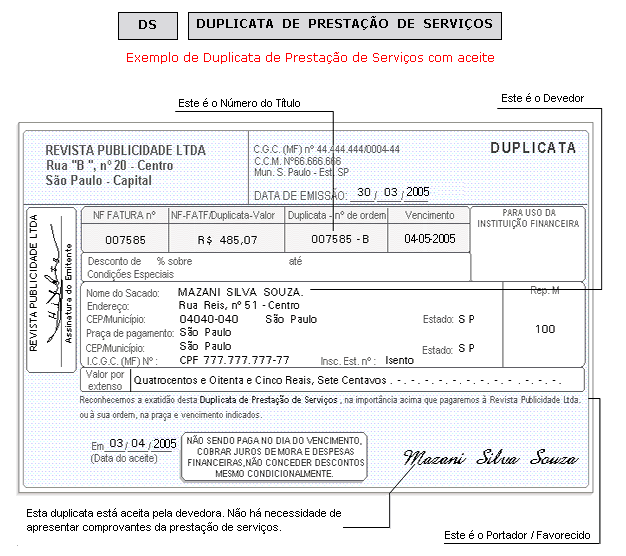 DS DUPLICATA DE PRESTAÇÃO DE SERVIÇOS
Exemplo de Duplicata de Prestação de Serviços com aceite
Este é o Devedor
Este é o Número do Título
REVISTA PUBLICIDADE LTDA
Rua "B ", nº 20 - Centro
São Paulo - Capital
C.G.C. (MF) nº 44.444.444/0004-44
C.C.M. Nº66.666.666
Mun. S. Paulo - Est. SP
DATA DE EMISSÃO: 30 / 03 / 2005
DUPLICATA
REVISTA PUBLICIDADE LTDA
Assinatura do Emitente
NF FATURA nº NF-FATF/Duplicata-Valor Duplicata - nº de ordem Vencimento
007585 R$ 485,07 007585 -B 04-05-2005
PARA USO DA
INSTITUIÇÃO FINANCEIRA
Desconto de % sobre até
Condições Especiais
Nome do Sacado: MAZANI SILVA SOUZA.
Endereço: Rua Reis, nº 51 - Centro
CEP/Município: 04040-040 São Paulo Estado: S P
Praça de pagamento: São Paulo
CEP/Município: São Paulo Estado: S P
I.C.G.C. (MF) Nº : CPF 777.777.777-77 Insc. Est. nº : Isento
Rep. M
100
Valor por
extenso
Quatrocentos e Oitenta e Cinco Reais, Sete Centavos . - . - . - . - . - . - . - . - . - .
Reconhecemos a exatidão desta Duplicata de Prestação de Serviços , na importância acima que pagaremos à Revista Publicidade Ltda.
ou à sua ordem, na praça e vencimento indicados.
Em 03 / 04 / 2005
(Data do aceite)
NÃO SENDO PAGA NO DIA DO VENCIMENTO,
COBRAR JUROS DE MORA E DESPESAS
FINANCEIRAS,NÃO CONCEDER DESCONTOS
MESMO CONDICIONALMENTE.
Mazani Silva Souza
Esta duplicata está aceita pela devedora. Não há necessidade de
apresentar comprovantes da prestação de serviços.
Este é o Portador / Favorecido